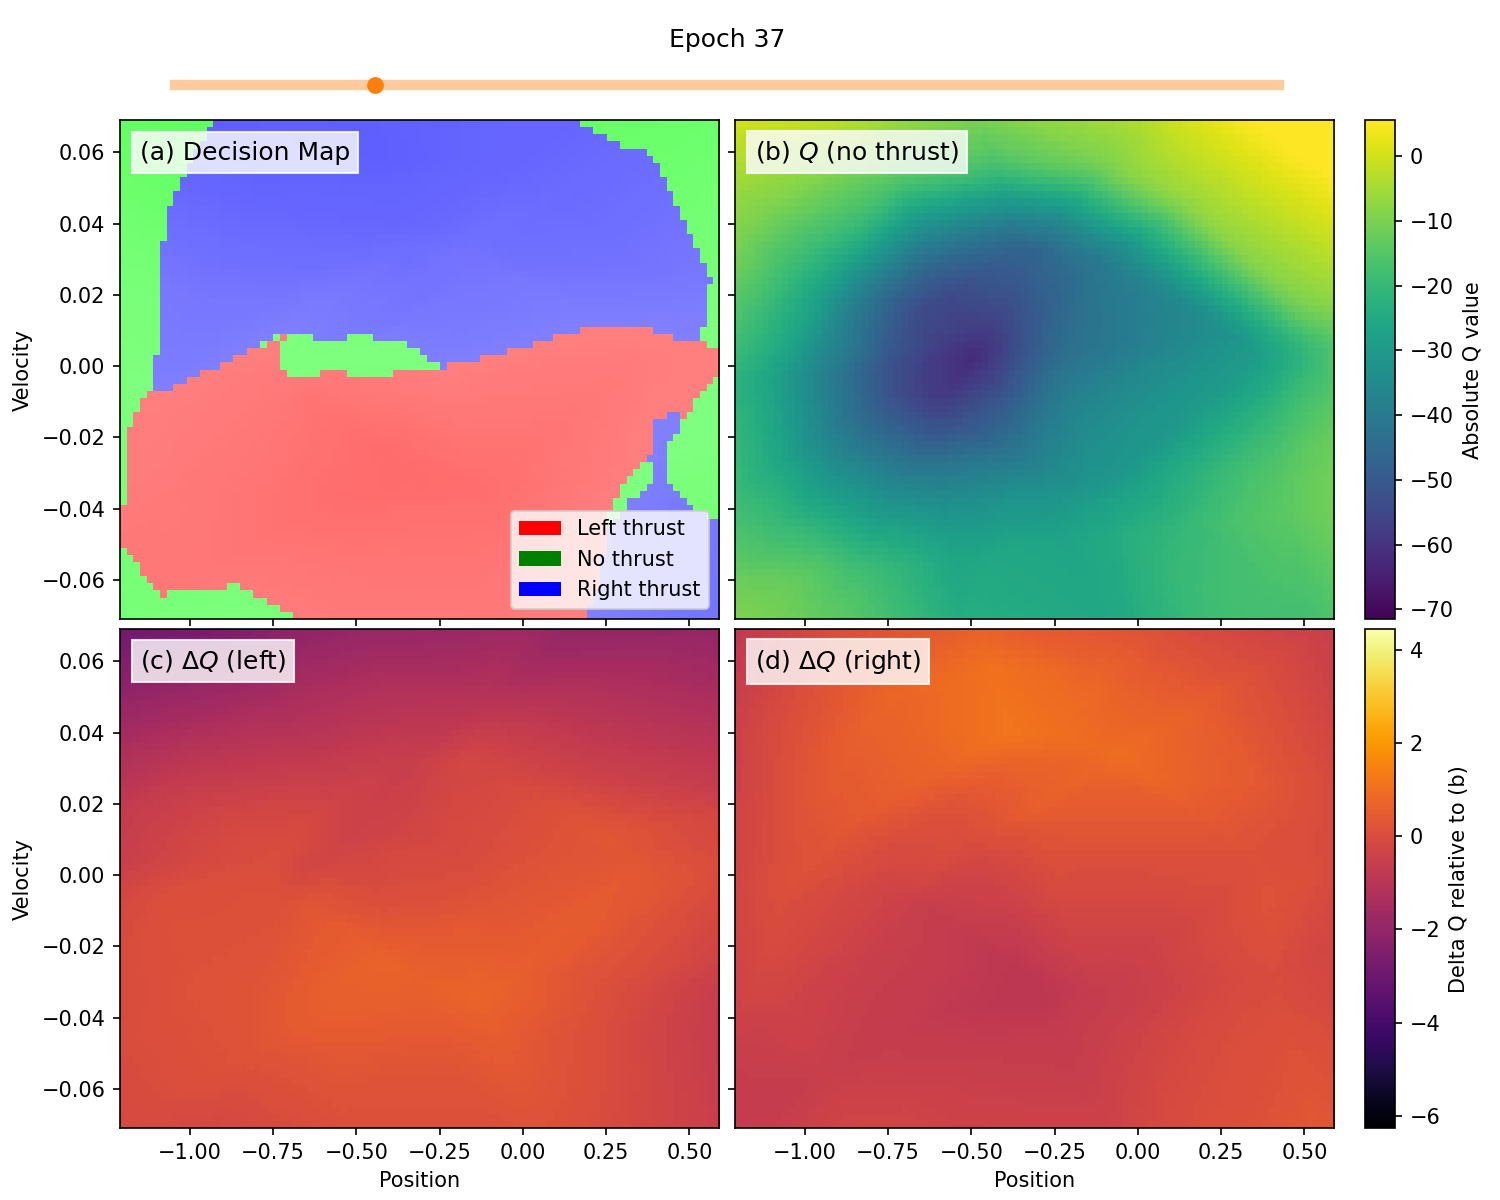 Epoch 37
(a) Decision Map
(b) Q (no thrust)
0.06
0.04
0.02
0.00
−0.02
−0.04
−0.06
Velocity
Left thrust
No thrust
Right thrust
0
−10
−20
−30
−40
−50
−60
−70
Absolute Q value
(c) ΔQ (left)
(d) ΔQ (right)
0.06
0.04
0.02
0.00
−0.02
−0.04
−0.06
Velocity
4
2
0
−2
−4
−6
Delta Q relative to (b)
−1.00 −0.75 −0.50 −0.25 0.00 0.25 0.50
Position
−1.00 −0.75 −0.50 −0.25 0.00 0.25 0.50
Position